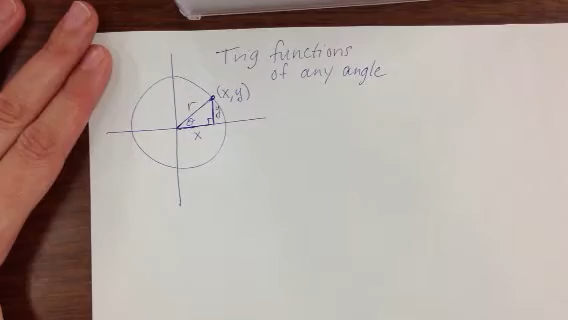 Trig functions
of any angle
(x,y)
r
y
θ
x